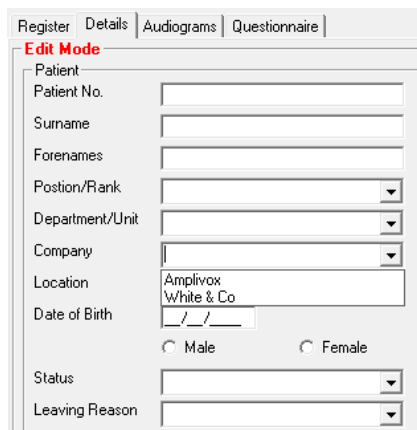 Register Details Audiograms Questionnaire
Edit Mode
Patient
Patient No.
Surname
Forenames
Postion/Rank
Department/Unit
Company
Amplivox
Location
White & Co
Date of Birth __/__/____
Male Female
Status
Leaving Reason